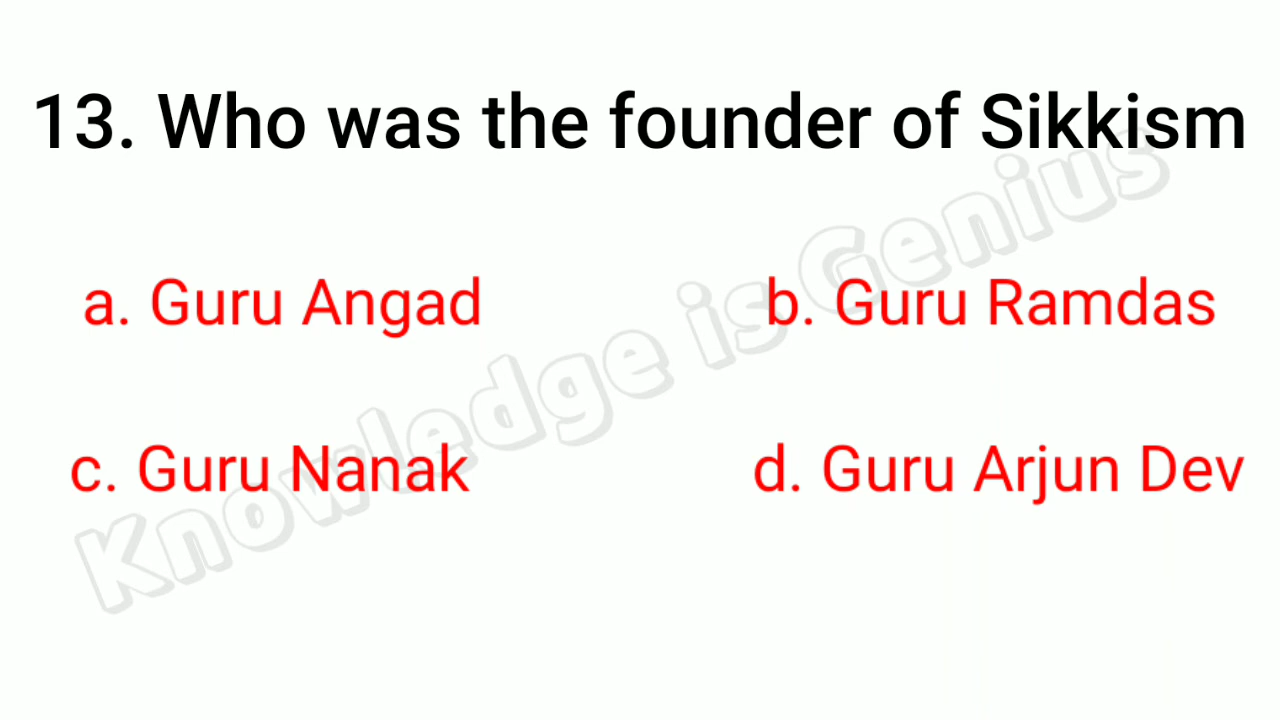 13. Who was the founder of Sikkism
a. Guru Angad b. Guru Ramdas
c. Guru Nanak d. Guru Arjun Dev
Knowledge is Genius